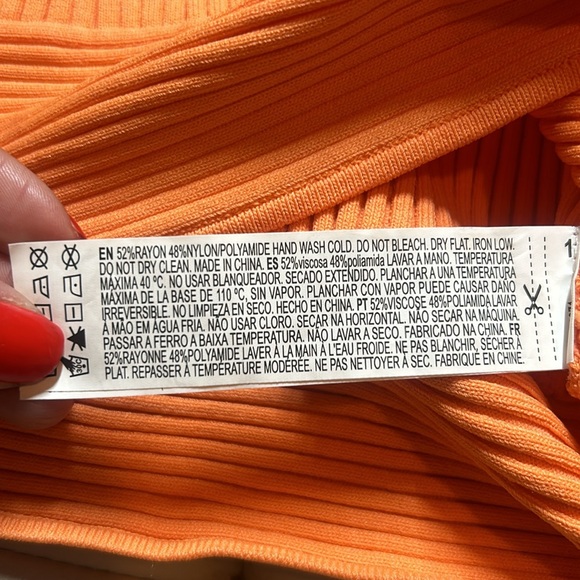 EN 52%RAYON 48%NYLON/POLYAMIDE HAND WASH COLD. DO NOT BLEACH. DRY FLAT. IRON LOW.
DO NOT DRY CLEAN. MADE IN CHINA. ES 52%viscosa 48%poliamida LAVAR A MANO. TEMPERATURA
MÁXIMA 40 ºC. NO USAR BLANQUEADOR. SECADO EXTENDIDO. PLANCHAR A UNA TEMPERATURA
MÁXIMA DE LA BASE DE 110 ºC, SIN VAPOR. PLANCHAR CON VAPOR PUEDE CAUSAR DAÑO
IRREVERSIBLE. NO LIMPIEZA EN SECO. HECHO EN CHINA. PT 52%VISCOSE 48%POLIAMIDA LAVAR
À MÃO EM ÁGUA FRIA. NÃO USAR CLORO. SECAR NA HORIZONTAL. NÃO SECAR NA MÁQUINA.
PASSAR A FERRO A BAIXA TEMPERATURA. NÃO LAVAR A SECO. FABRICADO NA CHINA. FR
52%RAYONNE 48%POLYAMIDE LAVER À LA MAIN À L'EAU FROIDE. NE PAS BLANCHIR, SÉCHER À
PLAT. REPASSER À TEMPÉRATURE MODÉRÉE. NE PAS NETTOYER À SEC. FABRIQUÉ EN CHINE.